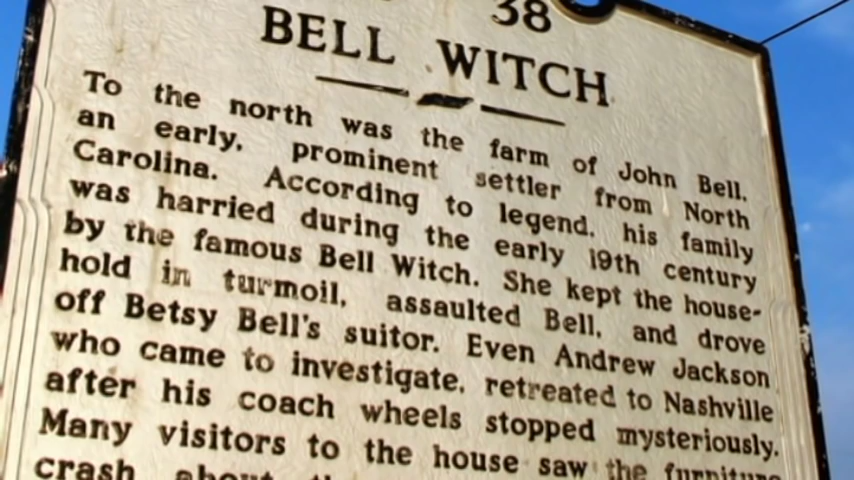 38
BELL WITCH
To the north was the farm of John Bell,
an early, prominent settler from North
Carolina. According to legend, his family
was harried during the early 19th century
by the famous Bell Witch. She kept the house-
hold in turmoil, assaulted Bell, and drove
off Betsy Bell's suitor. Even Andrew Jackson
who came to investigate, retreated to Nashville
after his coach wheels stopped mysteriously.
Many visitors to the house saw the furniture
crash about